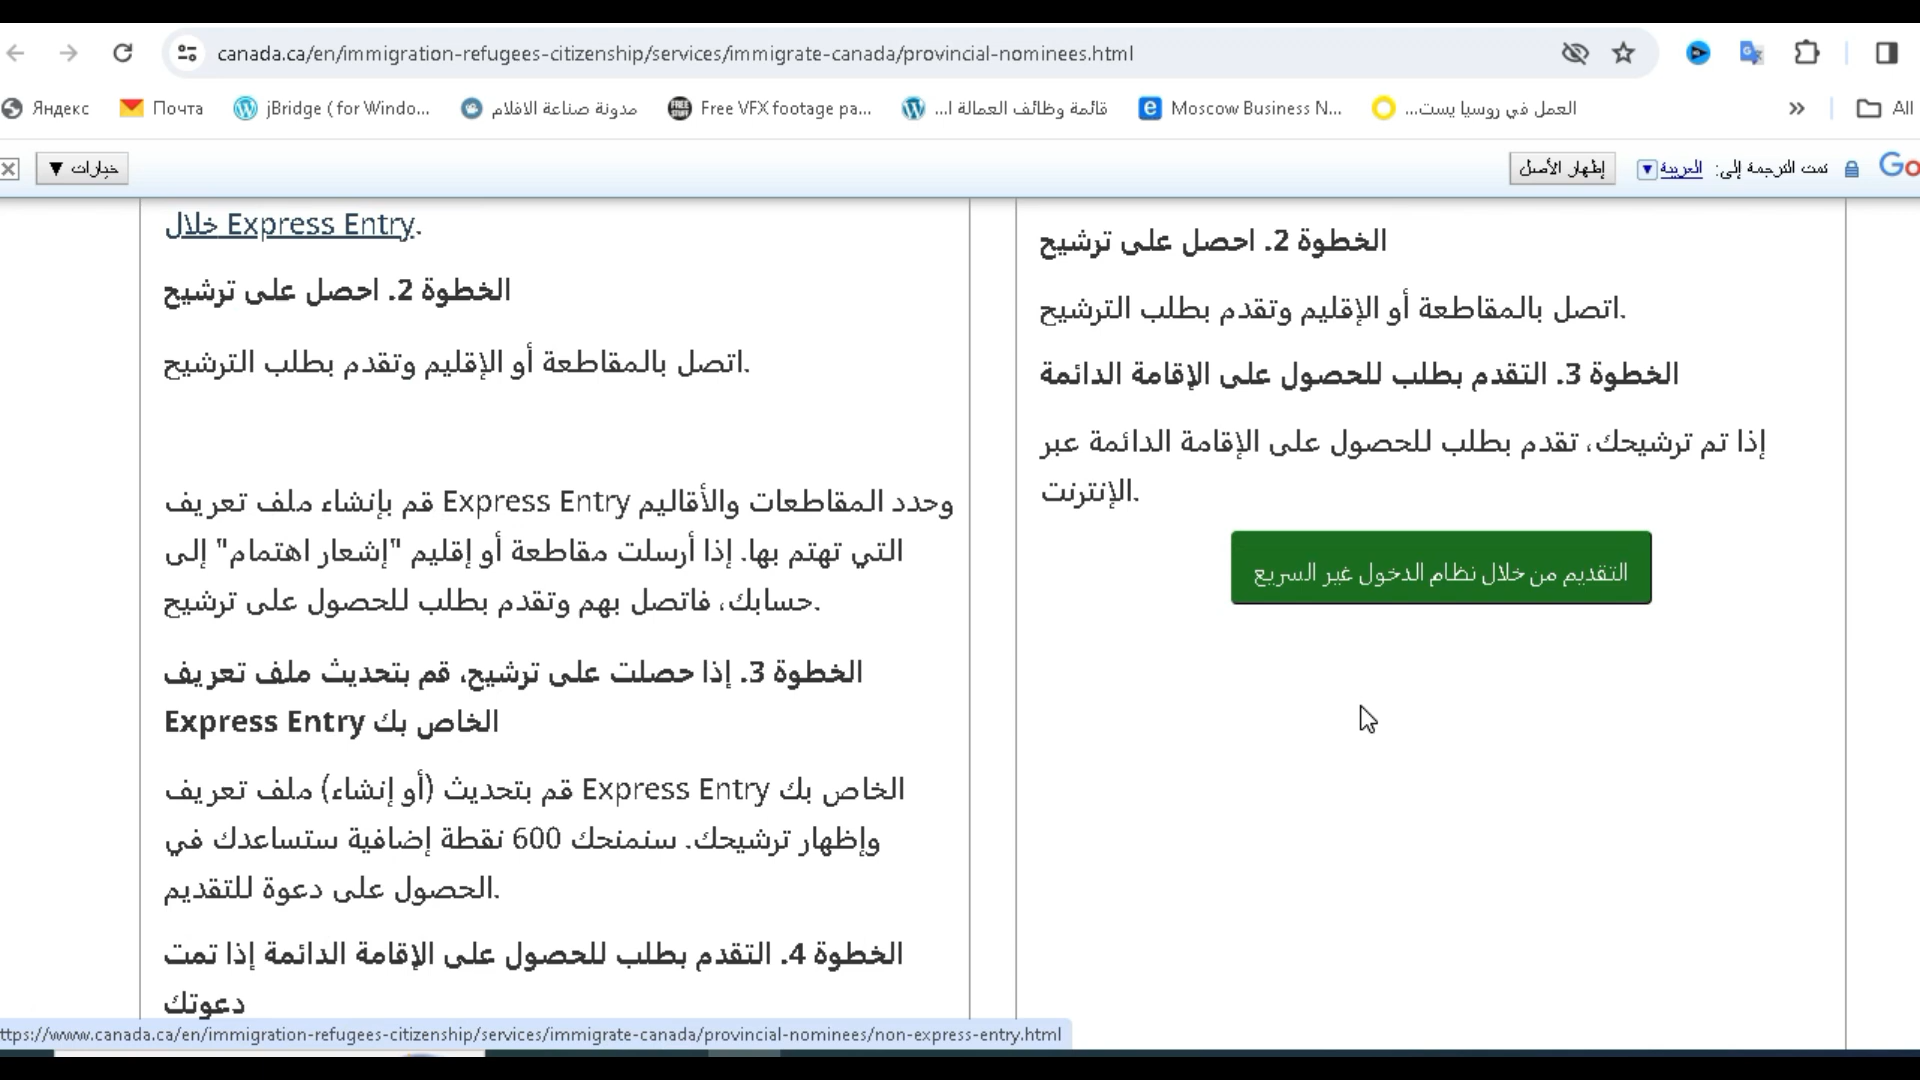 canada.ca/en/immigration-refugees-citizenship/services/immigrate-canada/provincial-nominees.html
Яндекс
Почта
jBridge ( for Windo...
مدونة صناعة الافلام
Free VFX footage pa...
قائمة وظائف العمالة ا...
Moscow Business N...
العمل في روسيا يست...
All
خيارات ▼
إظهار الأصل
تمت الترجمة إلى: العربية
Go
خلال Express Entry.
الخطوة 2. احصل على ترشيح
اتصل بالمقاطعة أو الإقليم وتقدم بطلب الترشيح.
قم بإنشاء ملف تعريف Express Entry وحدد المقاطعات والأقاليم
التي تهتم بها. إذا أرسلت مقاطعة أو إقليم "إشعار اهتمام" إلى
حسابك، فاتصل بهم وتقدم بطلب للحصول على ترشيح.
الخطوة 3. إذا حصلت على ترشيح، قم بتحديث ملف تعريف
Express Entry الخاص بك
قم بتحديث (أو إنشاء) ملف تعريف Express Entry الخاص بك
وإظهار ترشيحك. سنمنحك 600 نقطة إضافية ستساعدك في
الحصول على دعوة للتقديم.
الخطوة 4. التقدم بطلب للحصول على الإقامة الدائمة إذا تمت
دعوتك
الخطوة 2. احصل على ترشيح
اتصل بالمقاطعة أو الإقليم وتقدم بطلب الترشيح.
الخطوة 3. التقدم بطلب للحصول على الإقامة الدائمة
إذا تم ترشيحك، تقدم بطلب للحصول على الإقامة الدائمة عبر
الإنترنت.
التقديم من خلال نظام الدخول غير السريع
ttps://www.canada.ca/en/immigration-refugees-citizenship/services/immigrate-canada/provincial-nominees/non-express-entry.html